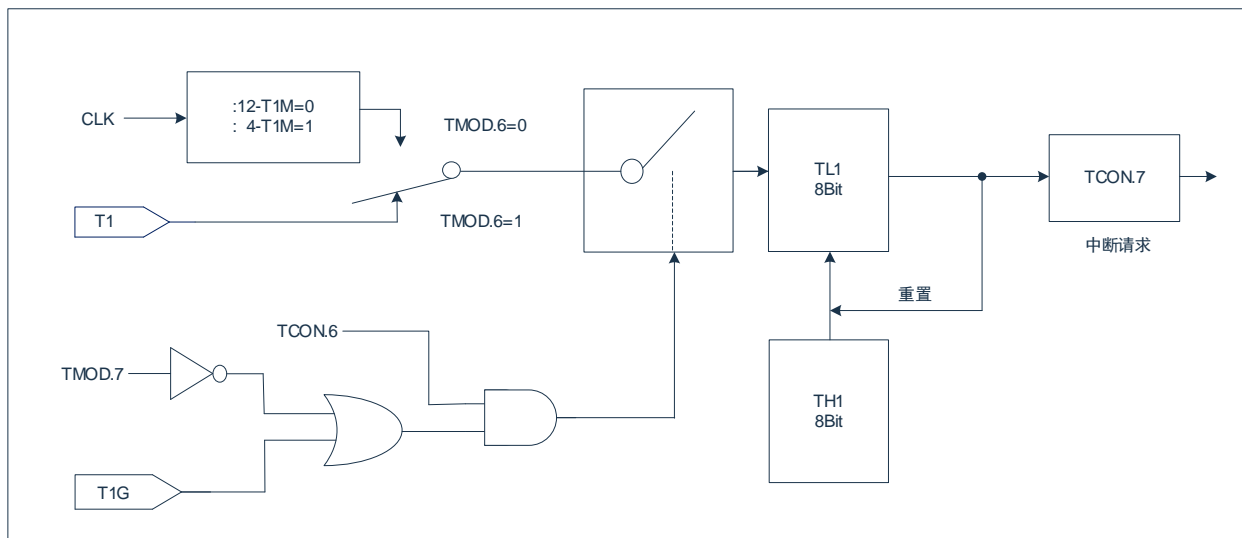 :12-T1M=0
: 4-T1M=1
CLK
TMOD.6=0
T1
TMOD.6=1
TL1
8Bit
TCON.7
中断请求
重置
TCON.6
TMOD.7
TH1
8Bit
T1G